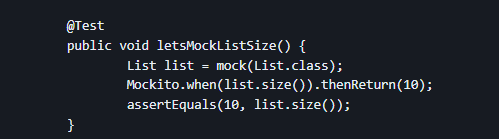 @Test
public void letsMockListSize() {
List list = mock(List.class);
Mockito.when(list.size()).thenReturn(10);
assertEquals(10, list.size());
}